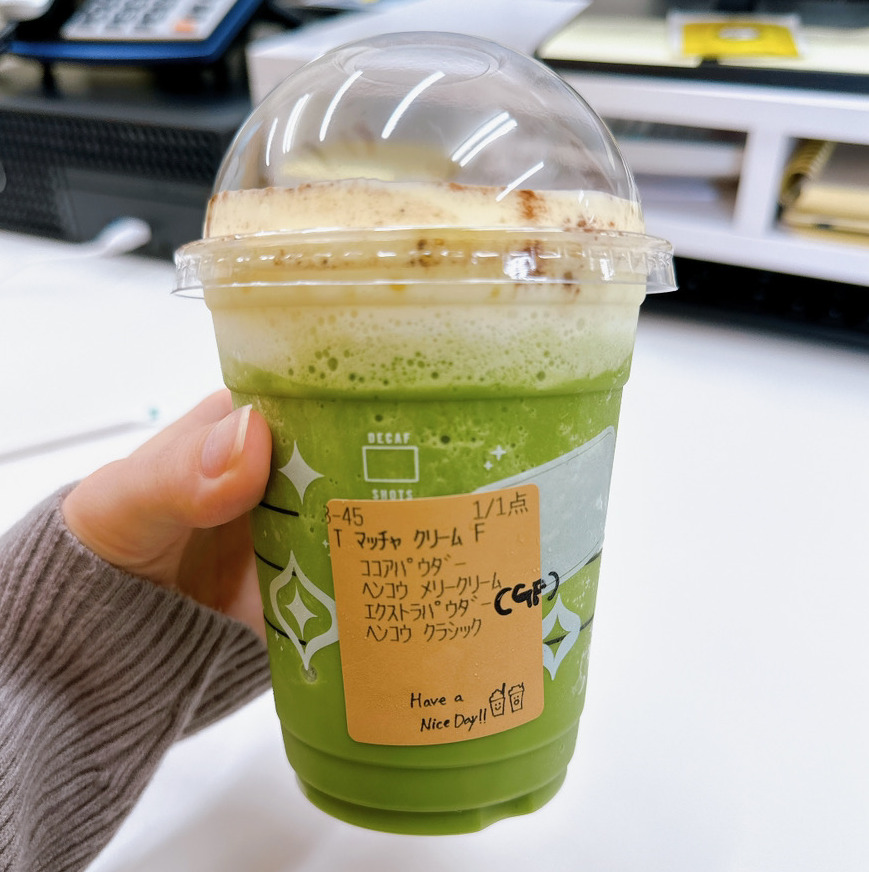 DECAF
SHOTS
3-45 1/1点
T マッチャ クリーム F
ココアパウダー
ヘンコウ メリークリーム
エクストラパウダー (GF)
ヘンコウ クラシック
Have a
Nice Day!!